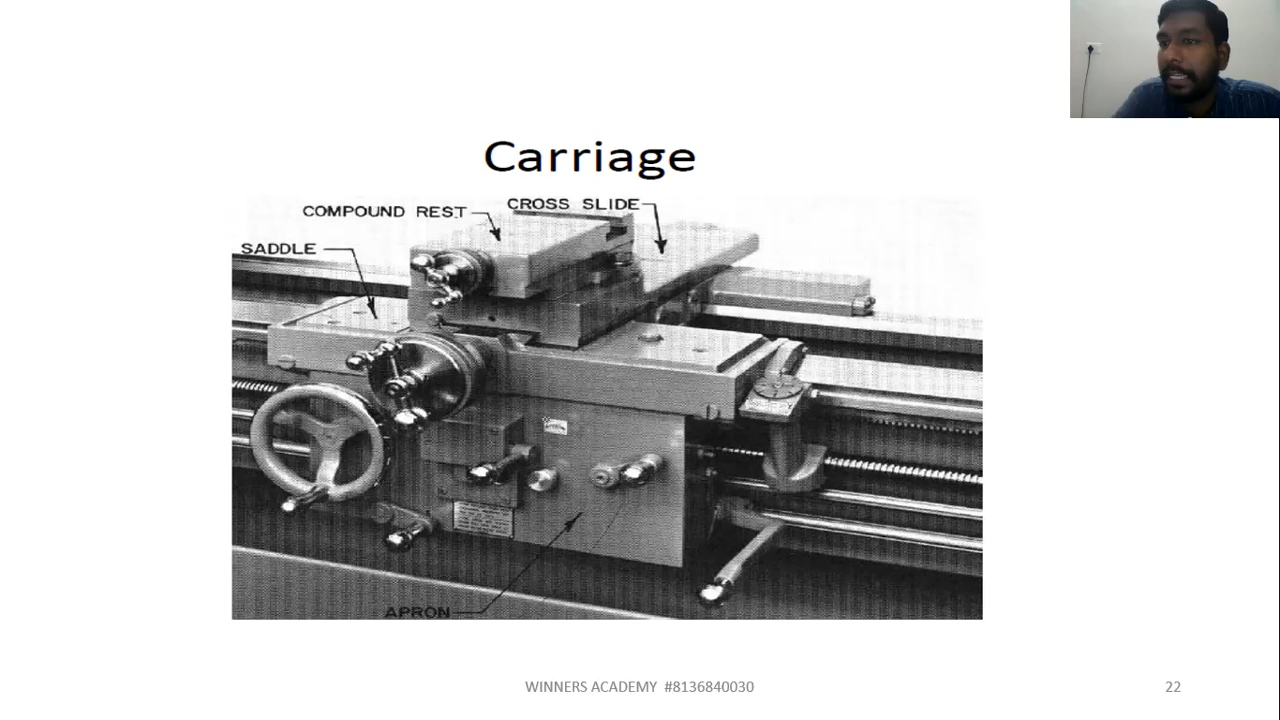 Carriage
COMPOUND REST
CROSS SLIDE
SADDLE
APRON
WINNERS ACADEMY #8136840030
22